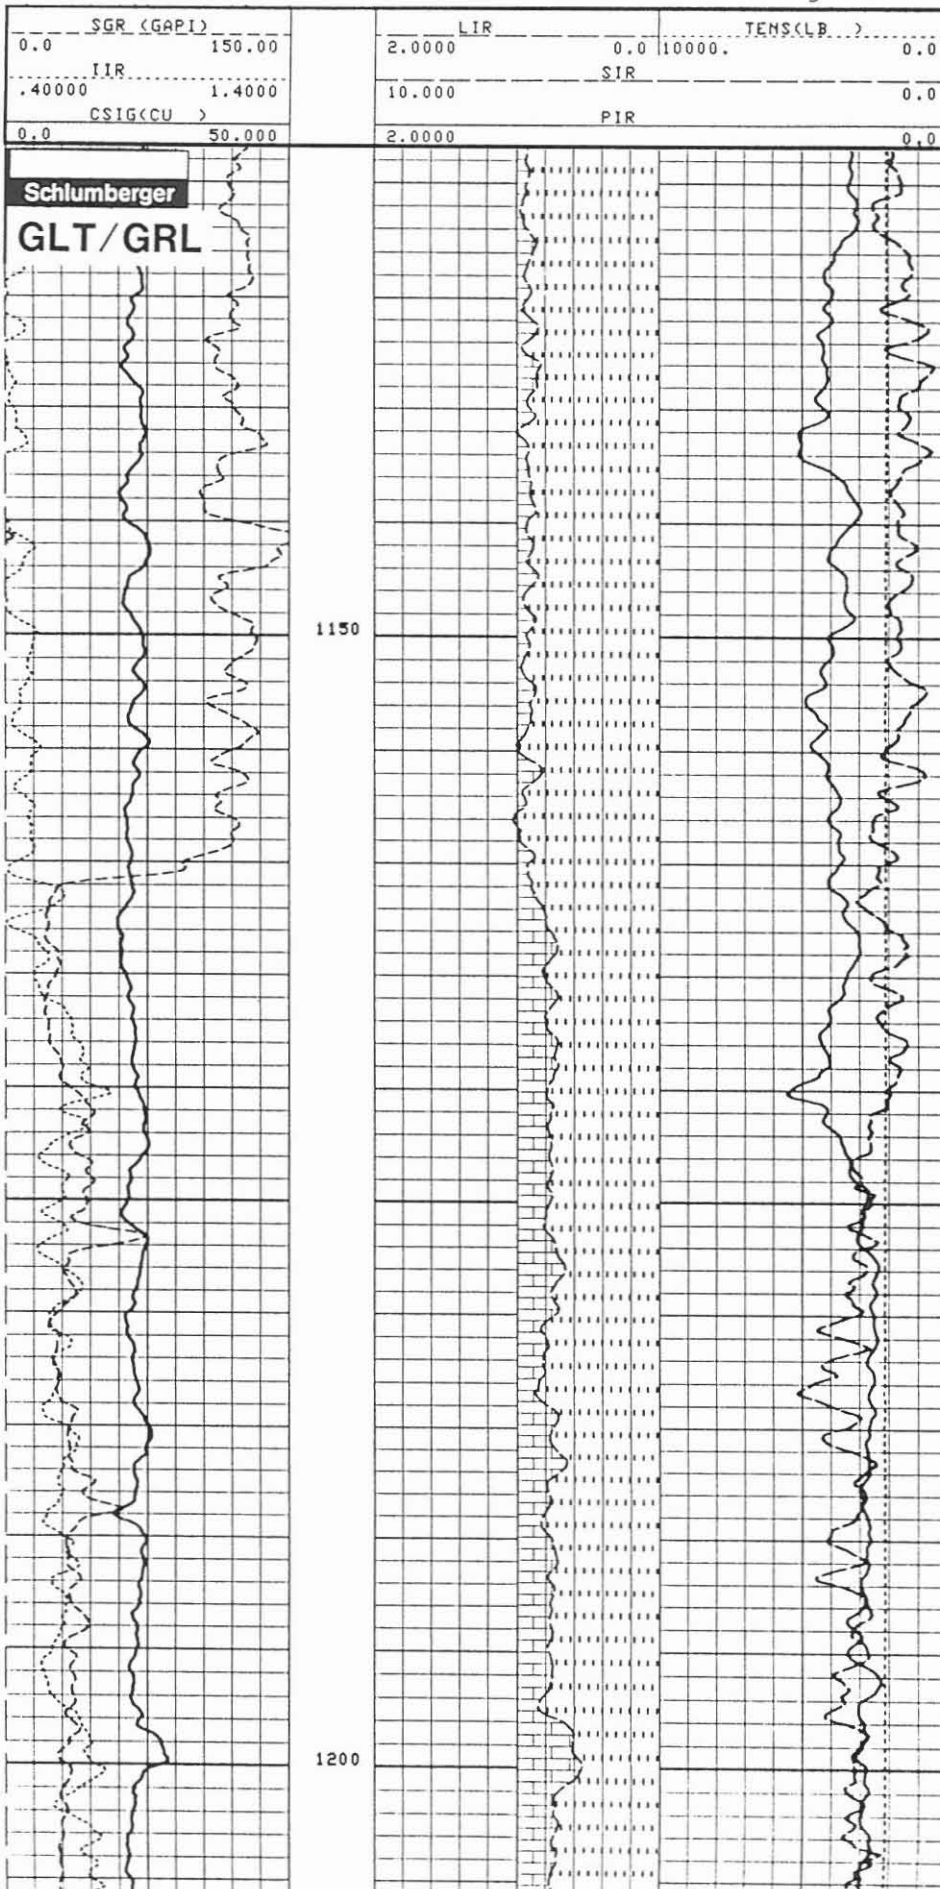 SGR (GAPI)
0.0 150.00
IIR
.40000 1.4000
CSIG(CU )
0.0 50.000
LIR
2.0000 0.0
TENS(LB )
10000. 0.0
SIR
10.000 0.0
PIR
2.0000 0.0
Schlumberger
GLT/GRL
1150
1200